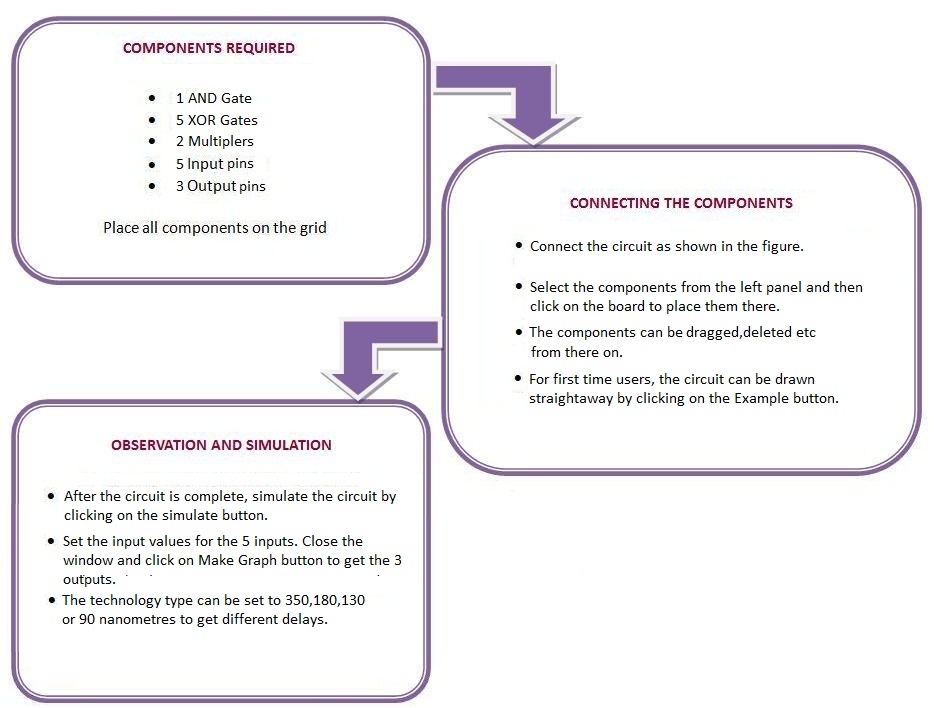 COMPONENTS REQUIRED
• 1 AND Gate
• 5 XOR Gates
• 2 Multiplers
• 5 Input pins
• 3 Output pins
Place all components on the grid
CONNECTING THE COMPONENTS
• Connect the circuit as shown in the figure.
• Select the components from the left panel and then
click on the board to place them there.
• The components can be dragged,deleted etc
from there on.
• For first time users, the circuit can be drawn
straightaway by clicking on the Example button.
OBSERVATION AND SIMULATION
• After the circuit is complete, simulate the circuit by
clicking on the simulate button.
• Set the input values for the 5 inputs. Close the
window and click on Make Graph button to get the 3
outputs.
• The technology type can be set to 350,180,130
or 90 nanometres to get different delays.